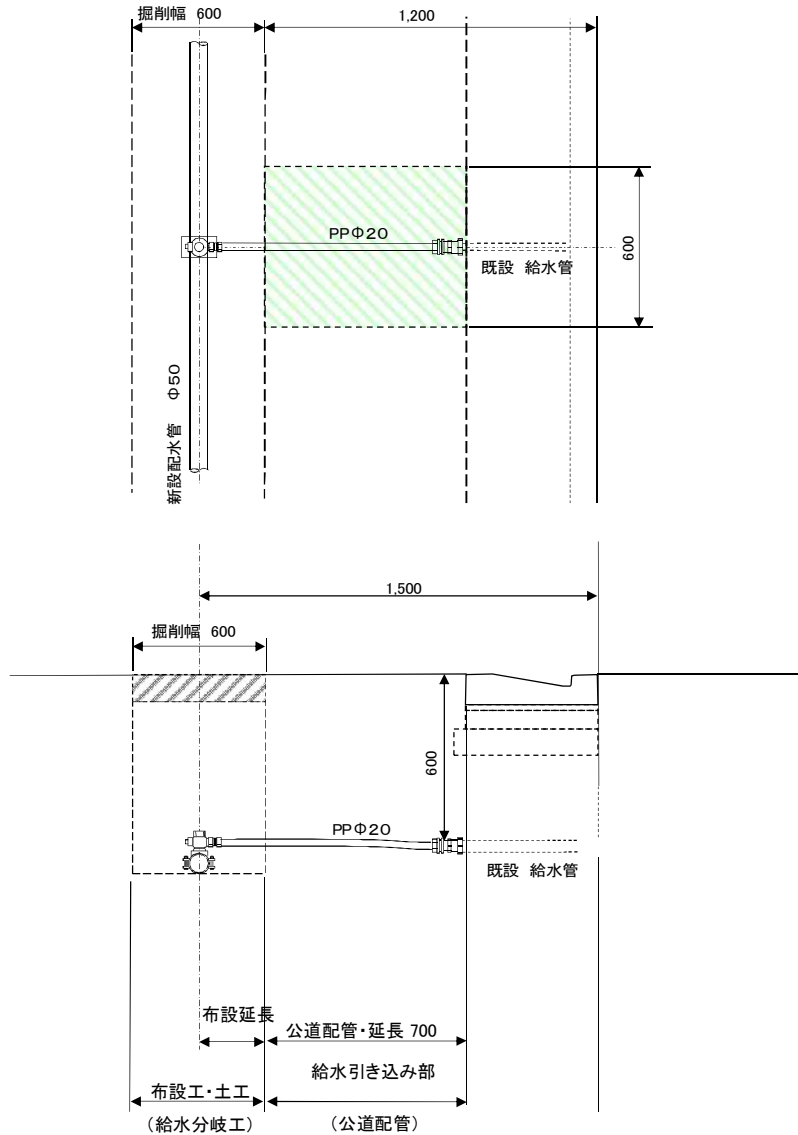 掘削幅 600
1,200
PPΦ20
600
既設 給水管
新設配水管 Φ50
1,500
掘削幅 600
600
PPΦ20
既設 給水管
布設延長
公道配管・延長 700
給水引き込み部
布設工・土工
（給水分岐工）
（公道配管）